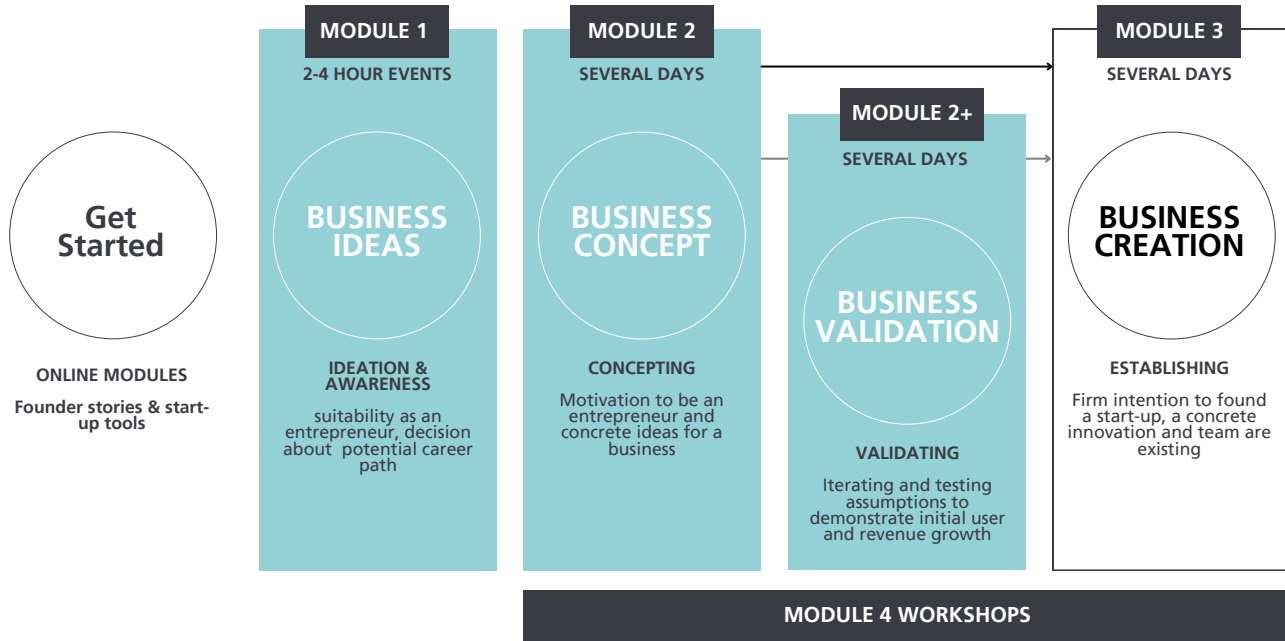 Get
Started
ONLINE MODULES
Founder stories & start-
up tools
MODULE 1
2-4 HOUR EVENTS
BUSINESS
IDEAS
IDEATION &
AWARENESS
suitability as an
entrepreneur, decision
about potential career
path
MODULE 2
SEVERAL DAYS
BUSINESS
CONCEPT
CONCEPTING
Motivation to be an
entrepreneur and
concrete ideas for a
business
MODULE 2+
SEVERAL DAYS
BUSINESS
VALIDATION
VALIDATING
Iterating and testing
assumptions to
demonstrate initial user
and revenue growth
MODULE 3
SEVERAL DAYS
BUSINESS
CREATION
ESTABLISHING
Firm intention to found
a start-up, a concrete
innovation and team are
existing
MODULE 4 WORKSHOPS